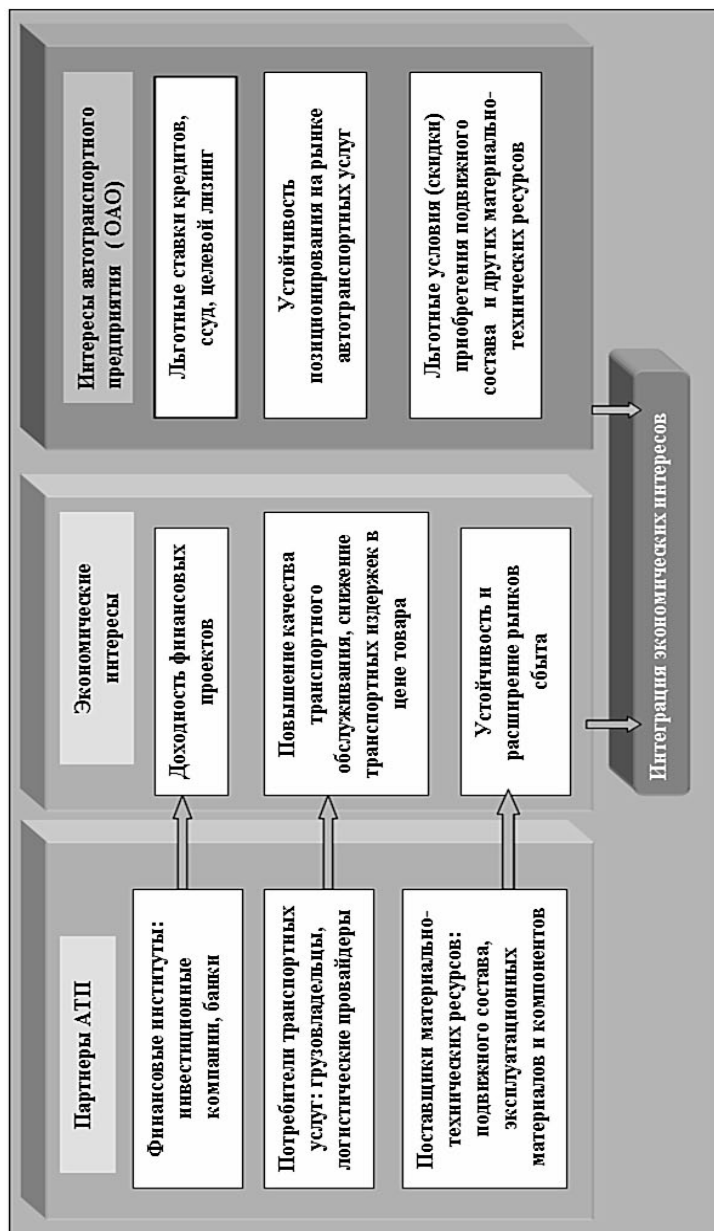 Партнеры АТП
Финансовые институты:
инвестиционные
компании, банки
Потребители транспортных
услуг: грузовладельцы,
логистические провайдеры
Поставщики материально-
технических ресурсов:
подвижного состава,
эксплуатационных
материалов и компонентов
Экономические
интересы
Доходность финансовых
проектов
Повышение качества
транспортного
обслуживания, снижение
транспортных издержек в
цене товара
Устойчивость и
расширение рынков
сбыта
Интересы автотранспортного
предприятия ( ОАО)
Льготные ставки кредитов,
ссуд, целевой лизинг
Устойчивость
позиционирования на рынке
автотранспортных услуг
Льготные условия (скидки)
приобретения подвижного
состава и других материально-
технических ресурсов
Интеграция экономических интересов